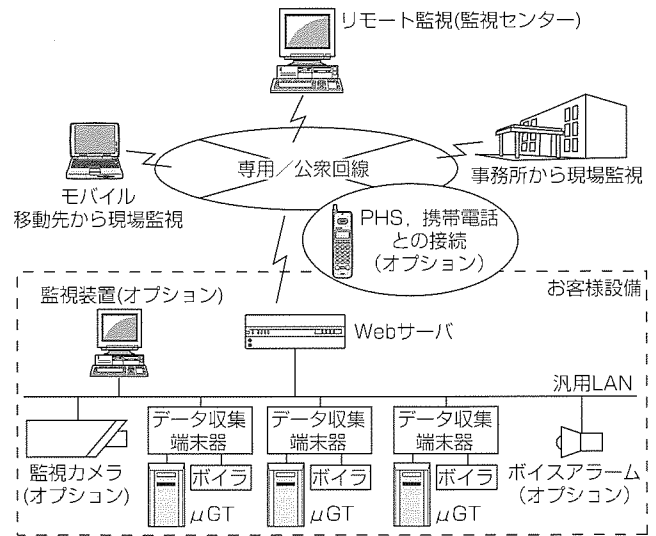 リモート監視(監視センター)
専用／公衆回線
モバイル
移動先から現場監視
事務所から現場監視
PHS，携帯電話
との接続
(オプション)
お客様設備
監視装置(オプション)
Webサーバ
汎用LAN
データ収集
端末器
データ収集
端末器
データ収集
端末器
監視カメラ
(オプション)
ボイラ
μGT
ボイラ
μGT
ボイラ
μGT
ボイスアラーム
(オプション)